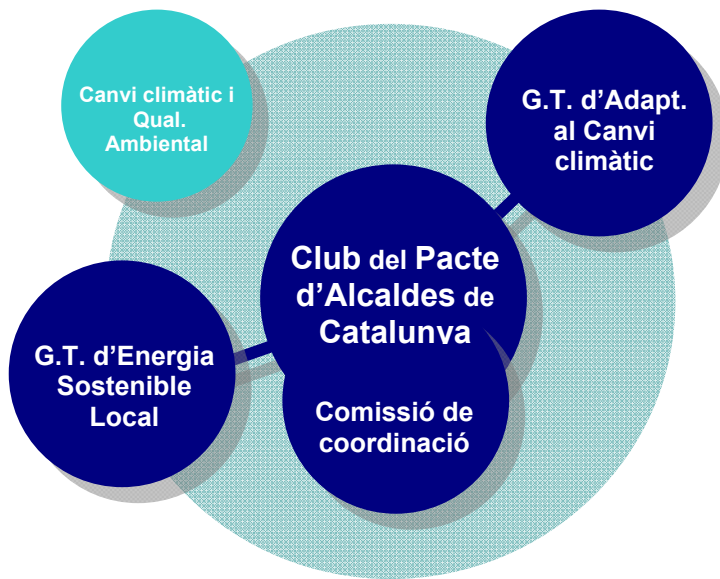 Canvi climàtic i
Qual.
Ambiental
G.T. d’Adapt.
al Canvi
climàtic
Club del Pacte
d’Alcaldes de
Catalunya
G.T. d’Energia
Sostenible
Local
Comissió de
coordinació